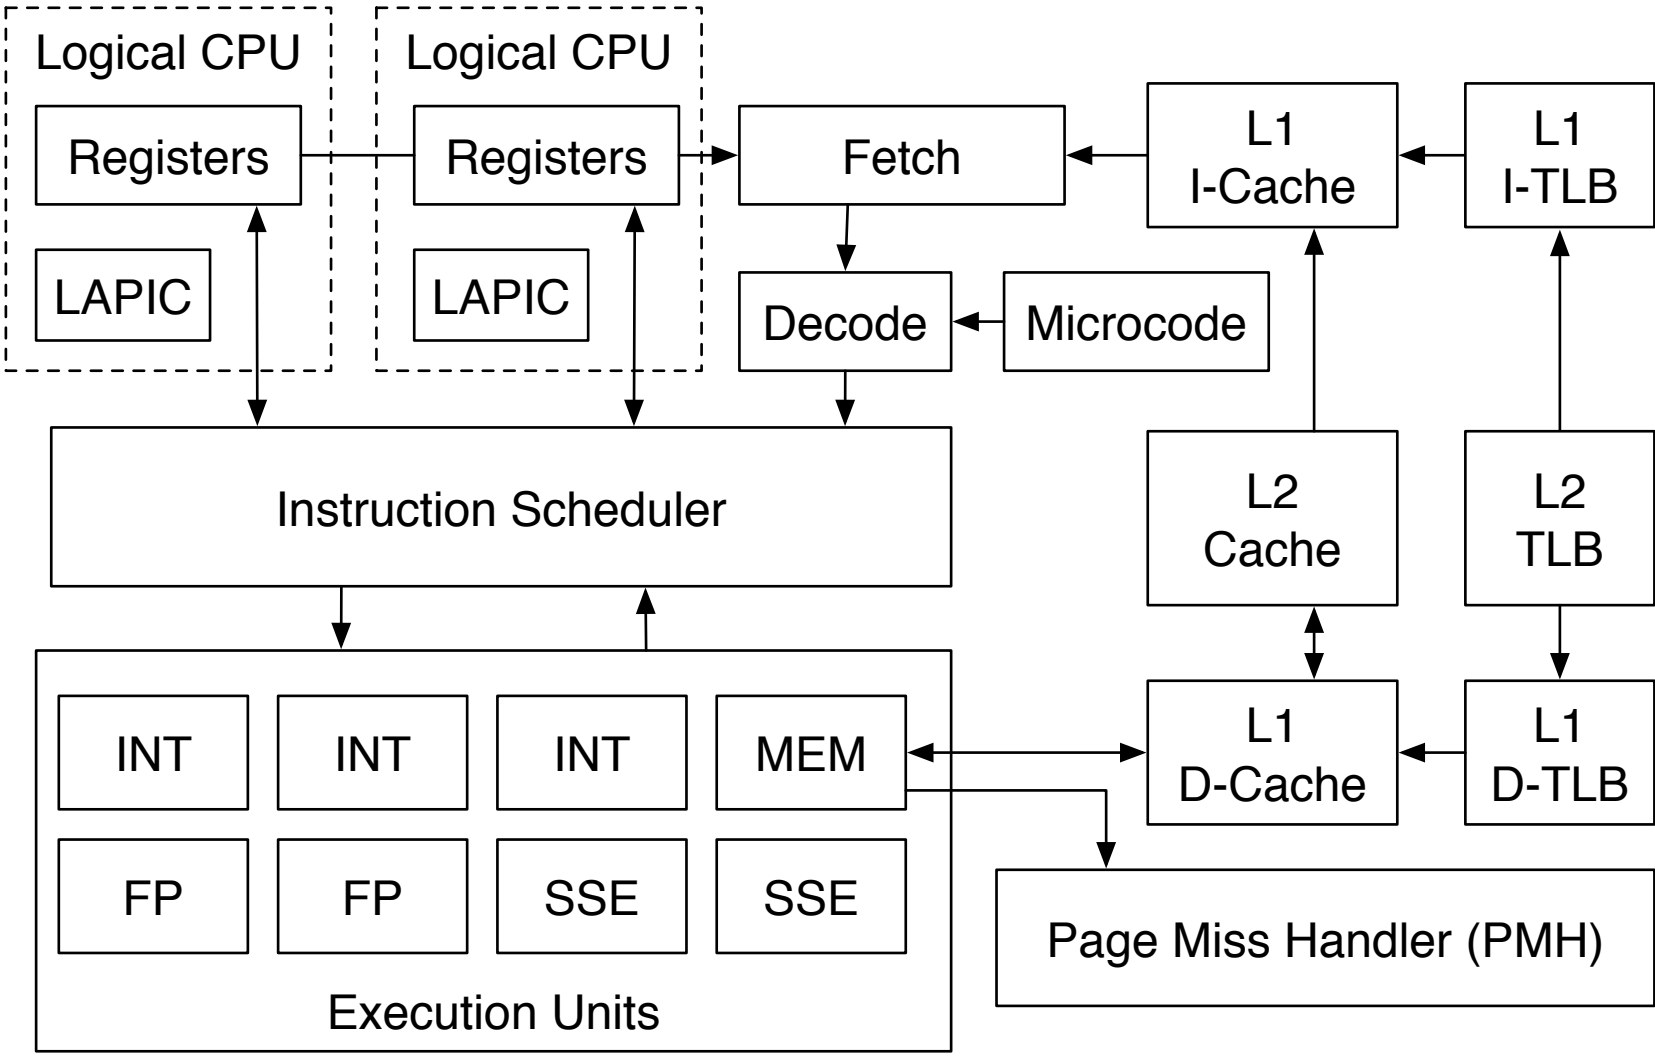 Logical CPU
Logical CPU
Registers
Registers
Fetch
L1
I-Cache
L1
I-TLB
LAPIC
LAPIC
Decode
Microcode
Instruction Scheduler
L2
Cache
L2
TLB
INT
INT
INT
MEM
L1
D-Cache
L1
D-TLB
FP
FP
SSE
SSE
Page Miss Handler (PMH)
Execution Units